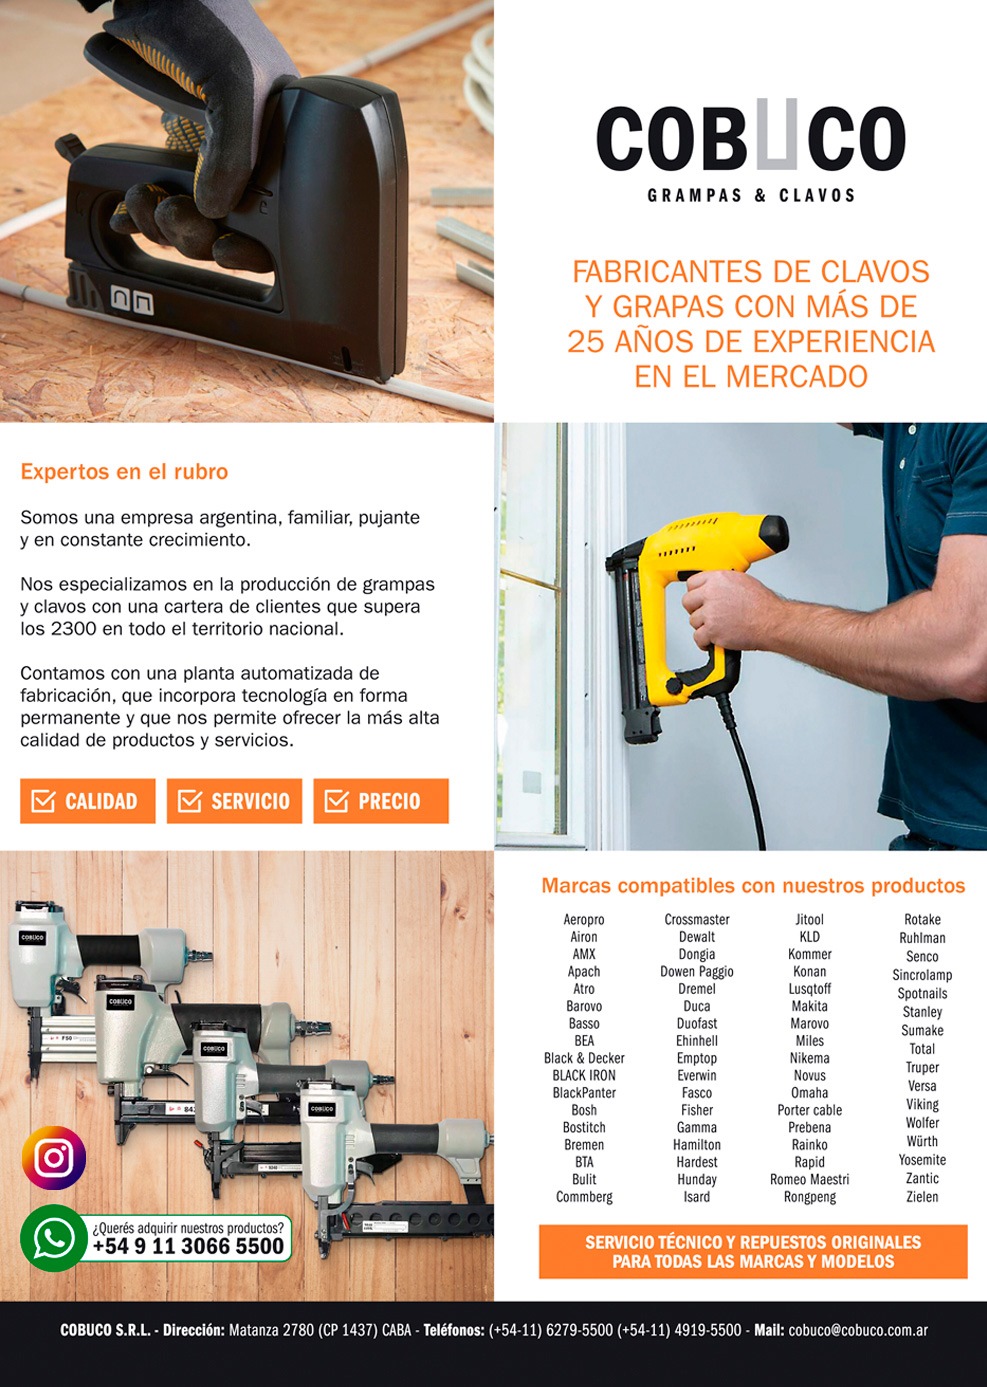 COBUCO
GRAMPAS & CLAVOS
FABRICANTES DE CLAVOS
Y GRAPAS CON MÁS DE
25 AÑOS DE EXPERIENCIA
EN EL MERCADO
Expertos en el rubro
Somos una empresa argentina, familiar, pujante
y en constante crecimiento.
Nos especializamos en la producción de grampas
y clavos con una cartera de clientes que supera
los 2300 en todo el territorio nacional.
Contamos con una planta automatizada de
fabricación, que incorpora tecnología en forma
permanente y que nos permite ofrecer la más alta
calidad de productos y servicios.
CALIDAD
SERVICIO
PRECIO
COBUCO
F50
COBUCO
COBUCO
COBUCO
¿Querés adquirir nuestros productos?
+54 9 11 3066 5500
Marcas compatibles con nuestros productos
Aeropro
Airon
AMX
Apach
Atro
Barovo
Basso
BEA
Black & Decker
BLACK IRON
BlackPanter
Bosh
Bostitch
Bremen
BTA
Bulit
Commberg
Crossmaster
Dewalt
Dongia
Dowen Paggio
Dremel
Duca
Duofast
Ehinhell
Emptop
Everwin
Fasco
Fisher
Gamma
Hamilton
Hardest
Hunday
Isard
Jitool
KLD
Kommer
Konan
Lusqtoff
Makita
Marovo
Miles
Nikema
Novus
Omaha
Porter cable
Prebena
Rainko
Rapid
Romeo Maestri
Rongpeng
Rotake
Ruhlman
Senco
Sincrolamp
Spotnails
Stanley
Sumake
Total
Truper
Versa
Viking
Wolfer
Würth
Yosemite
Zantic
Zielen
SERVICIO TÉCNICO Y REPUESTOS ORIGINALES
PARA TODAS LAS MARCAS Y MODELOS
COBUCO S.R.L. - Dirección: Matanza 2780 (CP 1437) CABA - Teléfonos: (+54-11) 6279-5500 (+54-11) 4919-5500 - Mail: cobuco@cobuco.com.ar